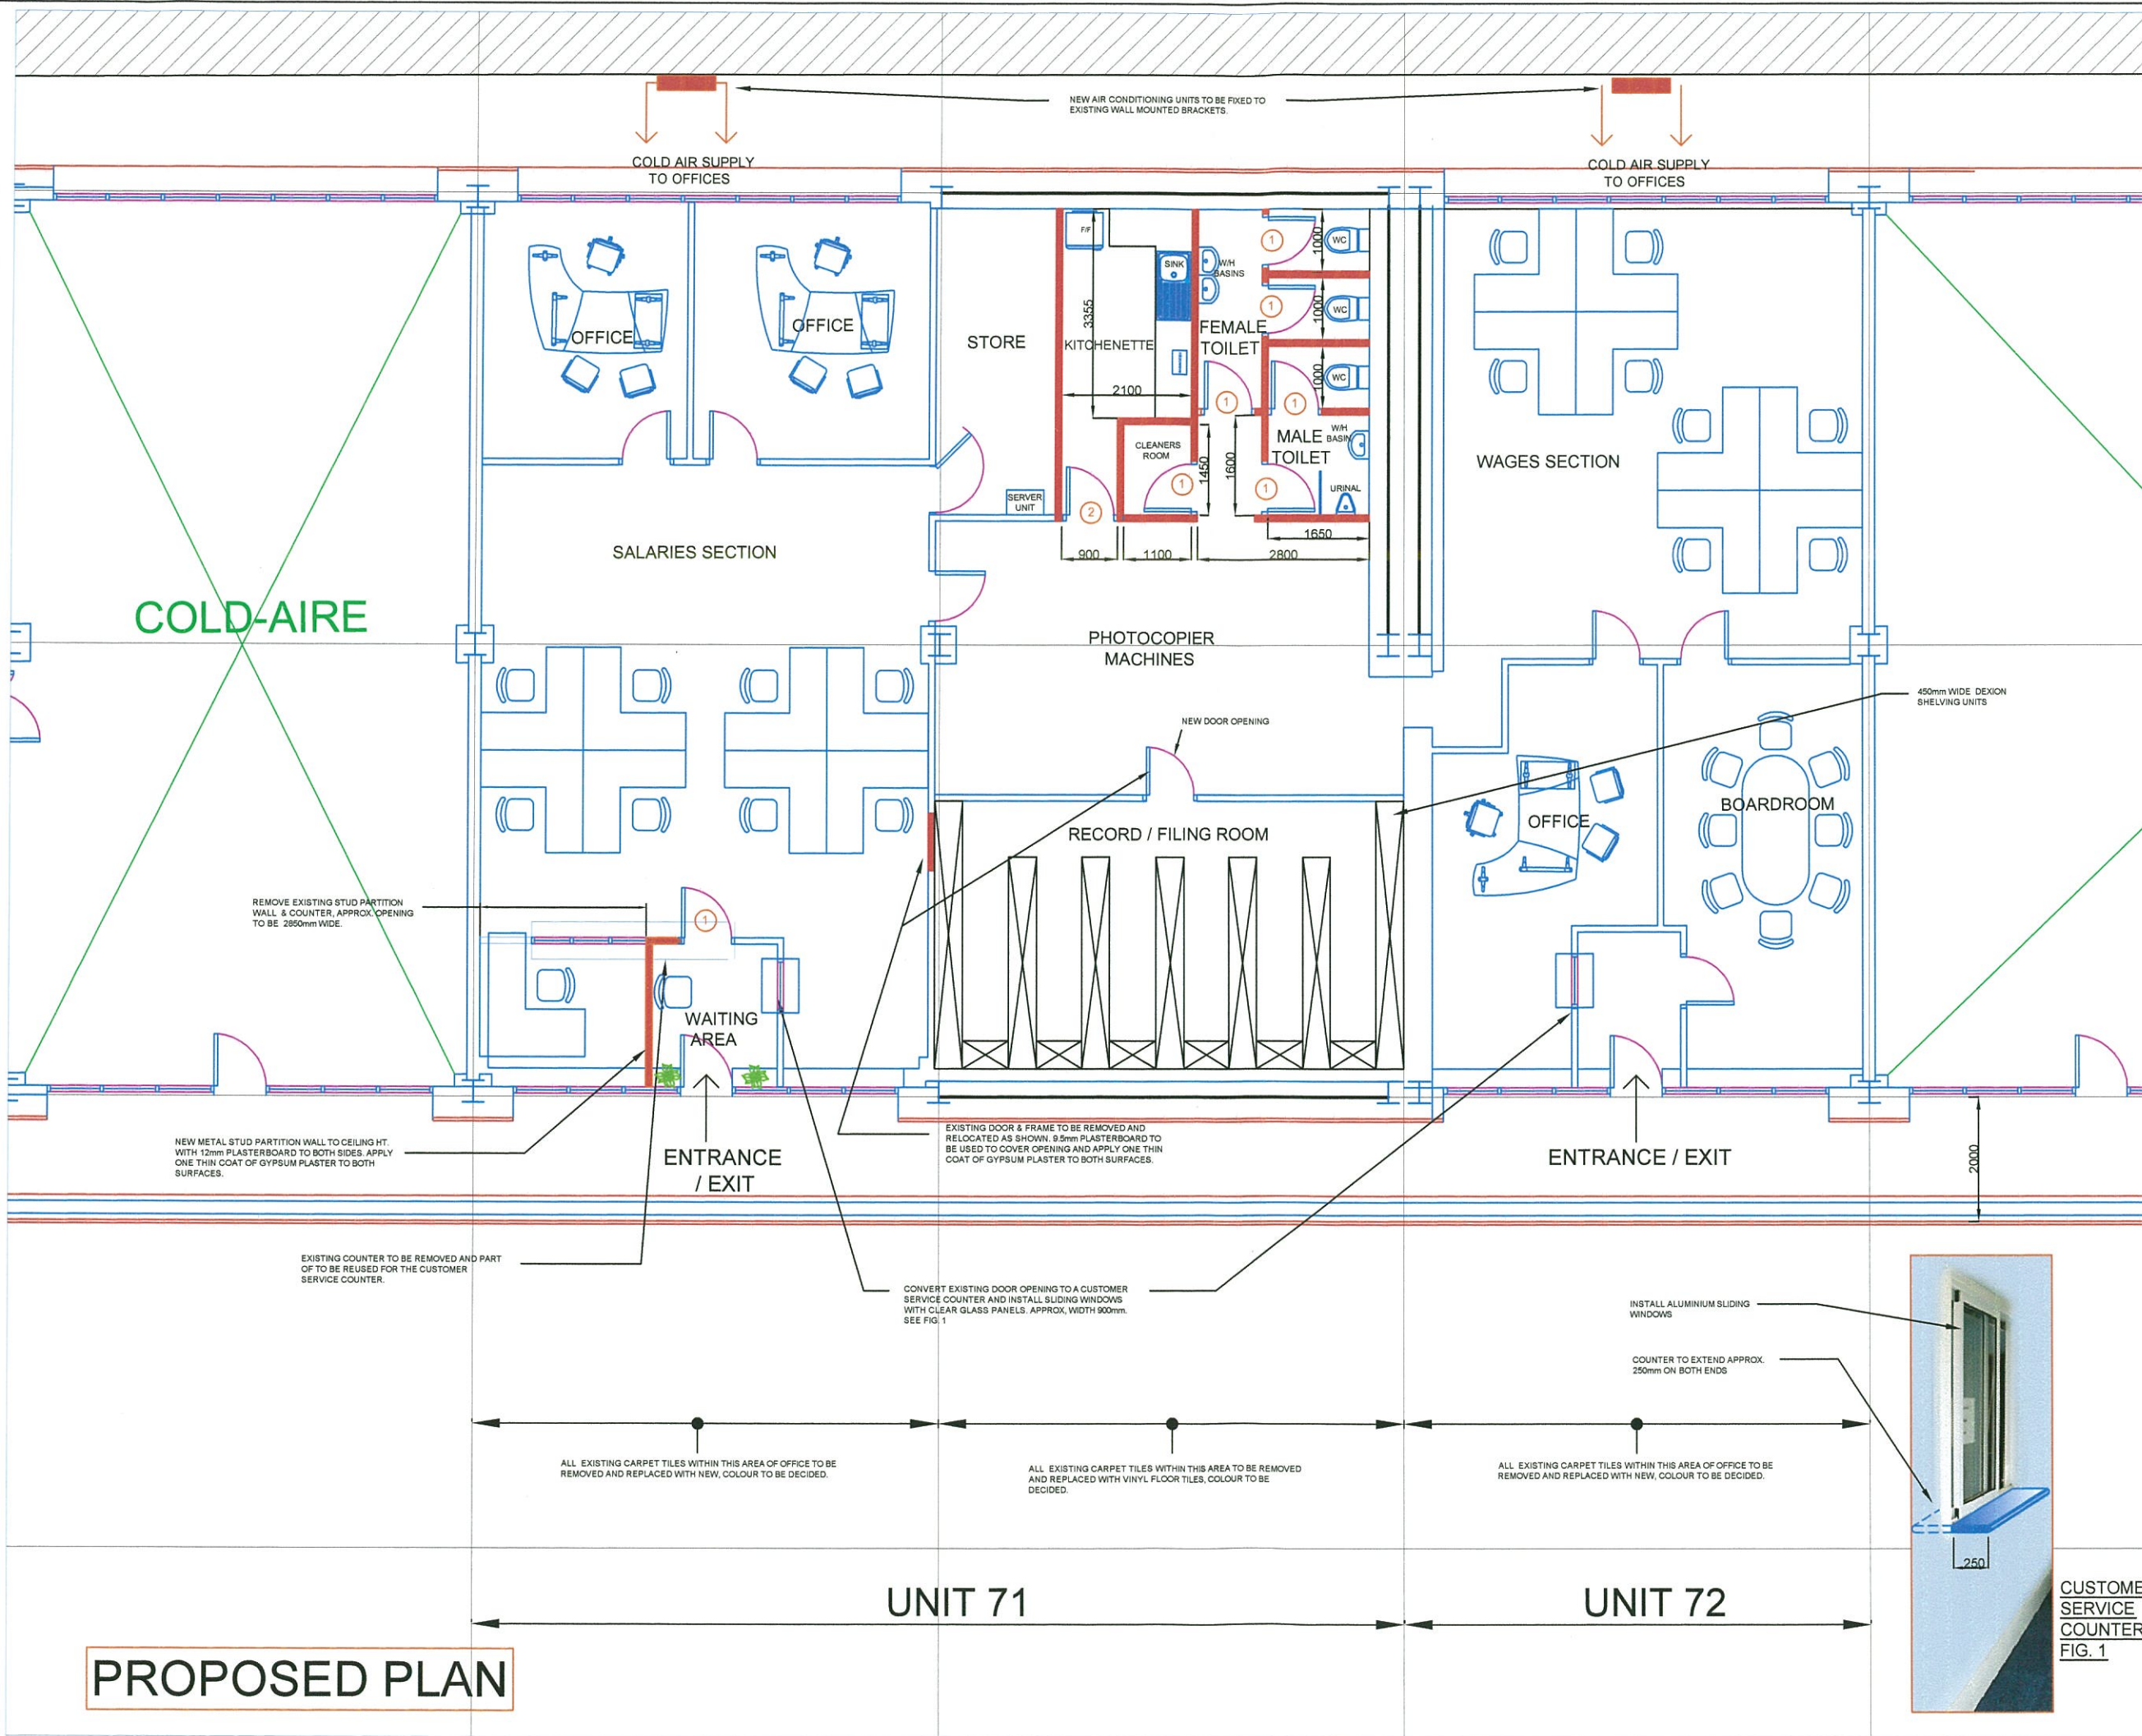 NEW AIR CONDITIONING UNITS TO BE FIXED TO
EXISTING WALL MOUNTED BRACKETS.
COLD AIR SUPPLY
TO OFFICES
COLD AIR SUPPLY
TO OFFICES
F/F
SINK
W/H
BASINS
1
1000
WC
1
1000
WC
3355
OFFICE
OFFICE
STORE
KITCHENETTE
FEMALE
TOILET
1000
WC
2100
1
1
CLEANERS
ROOM
MALE
TOILET
W/H
BASIN
1450
1600
1
1
URINAL
WAGES SECTION
SERVER
UNIT
2
900
1100
2800
1650
SALARIES SECTION
COLD-AIRE
PHOTOCOPIER
MACHINES
450mm WIDE DEXION
SHELVING UNITS
NEW DOOR OPENING
RECORD / FILING ROOM
OFFICE
BOARDROOM
REMOVE EXISTING STUD PARTITION
WALL & COUNTER, APPROX. OPENING
TO BE 2850mm WIDE.
1
WAITING
AREA
NEW METAL STUD PARTITION WALL TO CEILING HT.
WITH 12mm PLASTERBOARD TO BOTH SIDES. APPLY
ONE THIN COAT OF GYPSUM PLASTER TO BOTH
SURFACES.
ENTRANCE
/ EXIT
EXISTING DOOR & FRAME TO BE REMOVED AND
RELOCATED AS SHOWN. 9.5mm PLASTERBOARD TO
BE USED TO COVER OPENING AND APPLY ONE THIN
COAT OF GYPSUM PLASTER TO BOTH SURFACES.
ENTRANCE / EXIT
2000
EXISTING COUNTER TO BE REMOVED AND PART
OF TO BE REUSED FOR THE CUSTOMER
SERVICE COUNTER.
CONVERT EXISTING DOOR OPENING TO A CUSTOMER
SERVICE COUNTER AND INSTALL SLIDING WINDOWS
WITH CLEAR GLASS PANELS. APPROX, WIDTH 900mm.
SEE FIG. 1
INSTALL ALUMINIUM SLIDING
WINDOWS
COUNTER TO EXTEND APPROX.
250mm ON BOTH ENDS
ALL EXISTING CARPET TILES WITHIN THIS AREA OF OFFICE TO BE
REMOVED AND REPLACED WITH NEW, COLOUR TO BE DECIDED.
ALL EXISTING CARPET TILES WITHIN THIS AREA TO BE REMOVED
AND REPLACED WITH VINYL FLOOR TILES, COLOUR TO BE
DECIDED.
ALL EXISTING CARPET TILES WITHIN THIS AREA OF OFFICE TO BE
REMOVED AND REPLACED WITH NEW, COLOUR TO BE DECIDED.
250
UNIT 71
UNIT 72
CUSTOME
SERVICE
COUNTER
FIG. 1
PROPOSED PLAN